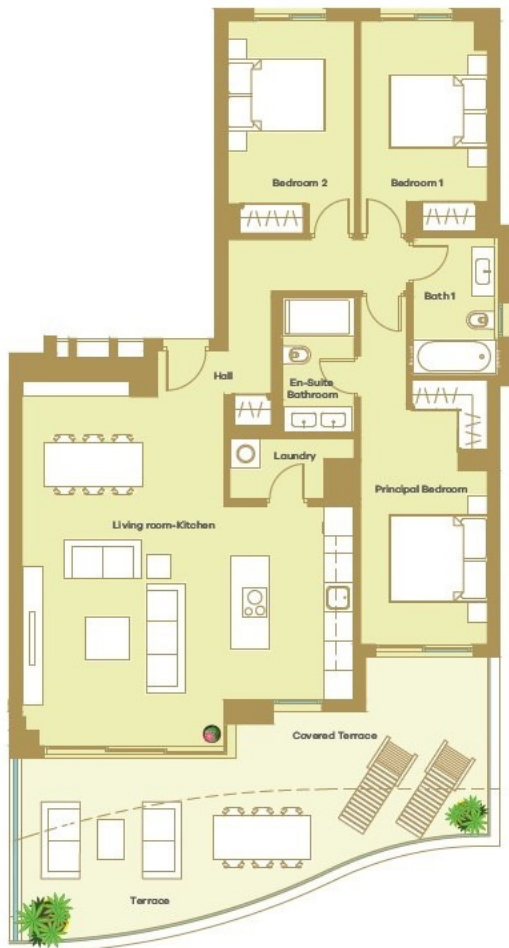 Bedroom 2
Bedroom 1
Bath 1
Hall
En-Suite
Bathroom
Laundry
Principal Bedroom
Living room-Kitchen
Covered Terrace
Terrace